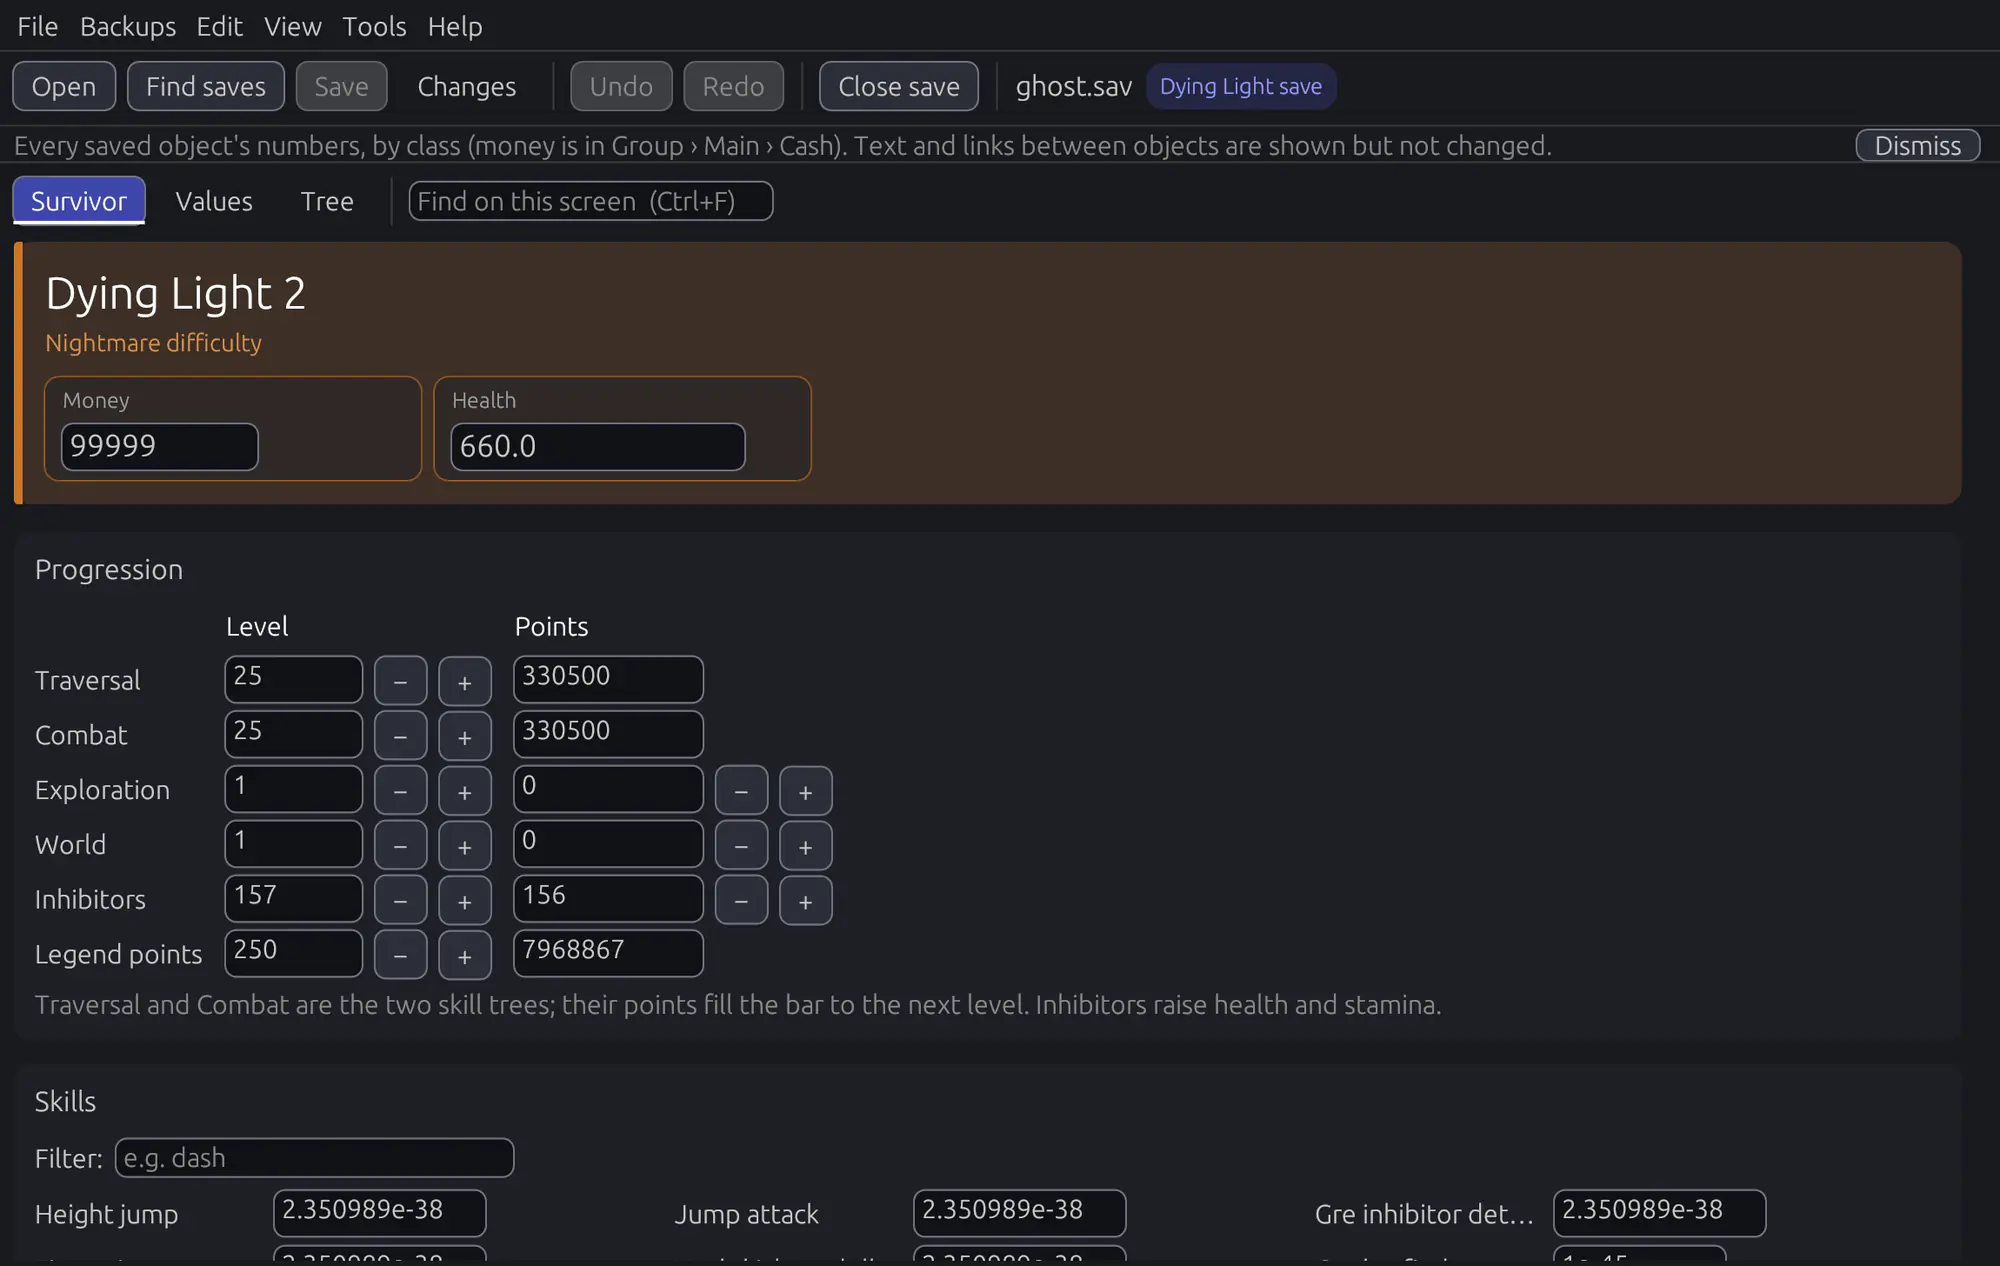 File Backups Edit View Tools Help
Open Find saves Save Changes Undo Redo Close save ghost.sav Dying Light save
Every saved object's numbers, by class (money is in Group › Main › Cash). Text and links between objects are shown but not changed. Dismiss
Survivor Values Tree Find on this screen (Ctrl+F)
Dying Light 2
Nightmare difficulty
Money Health
99999 660.0
Progression
Level Points
Traversal 25 − + 330500
Combat 25 − + 330500
Exploration 1 − + 0 − +
World 1 − + 0 − +
Inhibitors 157 − + 156 − +
Legend points 250 − + 7968867
Traversal and Combat are the two skill trees; their points fill the bar to the next level. Inhibitors raise health and stamina.
Skills
Filter: e.g. dash
Height jump 2.350989e-38 Jump attack 2.350989e-38 Gre inhibitor det... 2.350989e-38